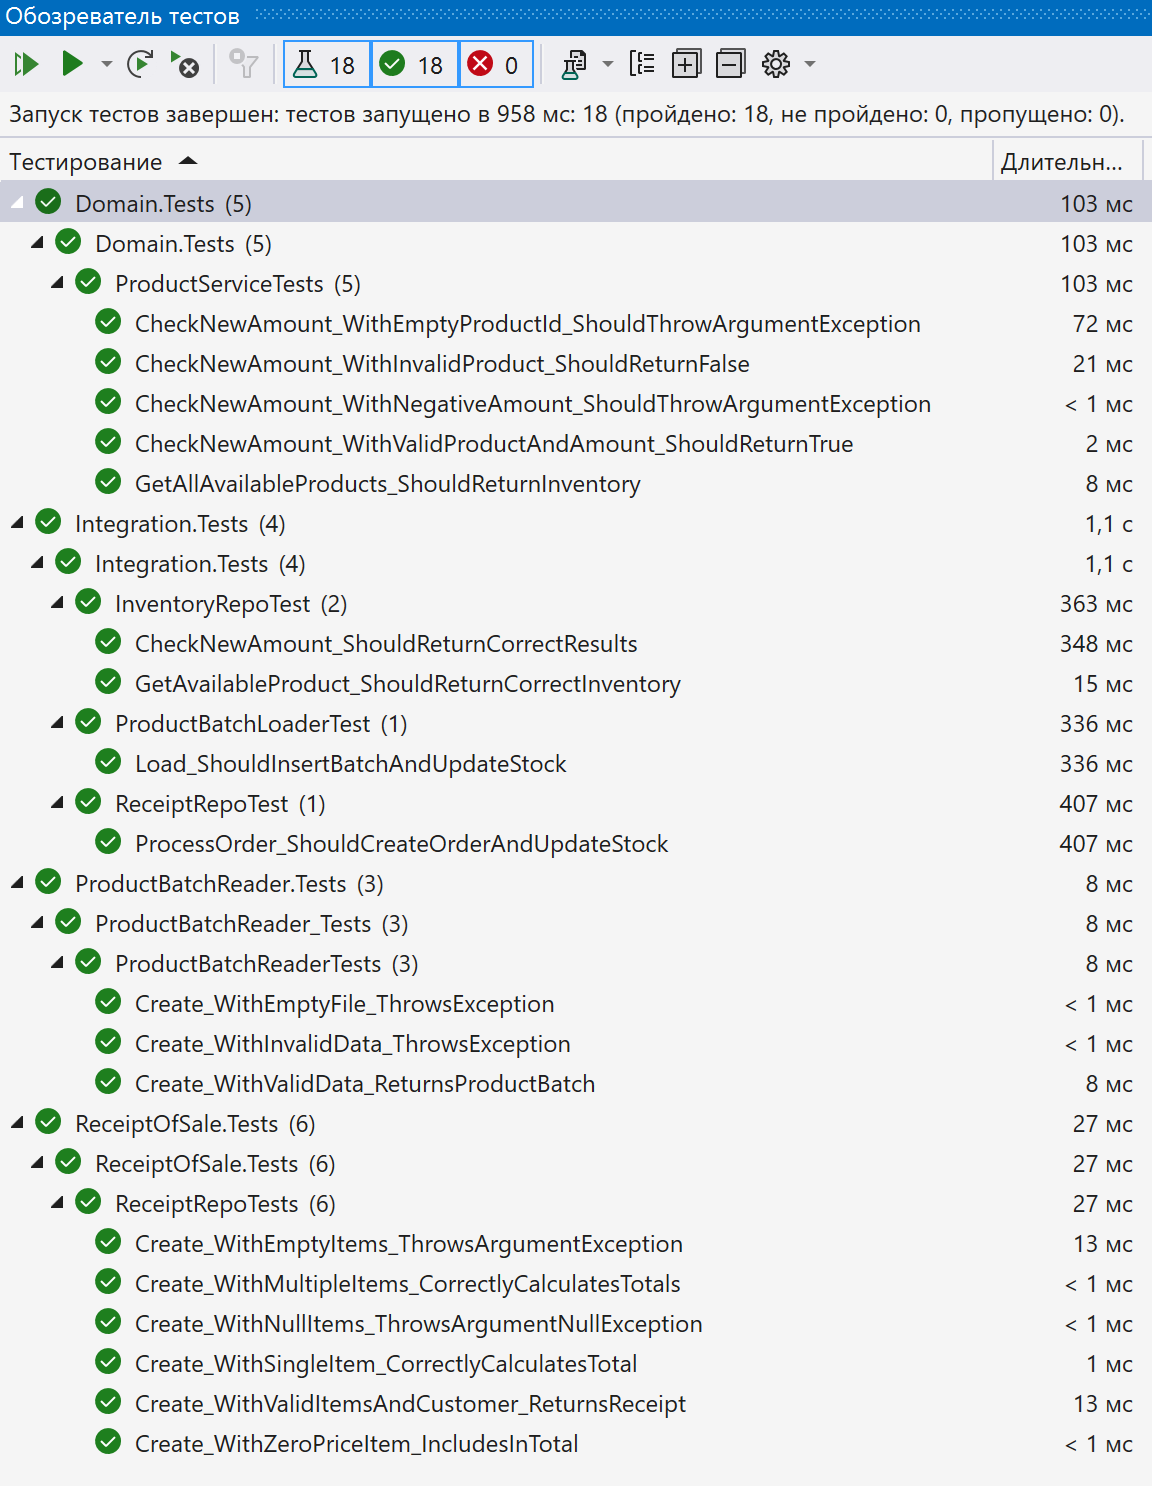 Обозреватель тестов
18 18 0
Запуск тестов завершен: тестов запущено в 958 мс: 18 (пройдено: 18, не пройдено: 0, пропущено: 0).
Тестирование Длительн...
Domain.Tests (5) 103 мс
Domain.Tests (5) 103 мс
ProductServiceTests (5) 103 мс
CheckNewAmount_WithEmptyProductId_ShouldThrowArgumentException 72 мс
CheckNewAmount_WithInvalidProduct_ShouldReturnFalse 21 мс
CheckNewAmount_WithNegativeAmount_ShouldThrowArgumentException < 1 мс
CheckNewAmount_WithValidProductAndAmount_ShouldReturnTrue 2 мс
GetAllAvailableProducts_ShouldReturnInventory 8 мс
Integration.Tests (4) 1,1 с
Integration.Tests (4) 1,1 с
InventoryRepoTest (2) 363 мс
CheckNewAmount_ShouldReturnCorrectResults 348 мс
GetAvailableProduct_ShouldReturnCorrectInventory 15 мс
ProductBatchLoaderTest (1) 336 мс
Load_ShouldInsertBatchAndUpdateStock 336 мс
ReceiptRepoTest (1) 407 мс
ProcessOrder_ShouldCreateOrderAndUpdateStock 407 мс
ProductBatchReader.Tests (3) 8 мс
ProductBatchReader_Tests (3) 8 мс
ProductBatchReaderTests (3) 8 мс
Create_WithEmptyFile_ThrowsException < 1 мс
Create_WithInvalidData_ThrowsException < 1 мс
Create_WithValidData_ReturnsProductBatch 8 мс
ReceiptOfSale.Tests (6) 27 мс
ReceiptOfSale.Tests (6) 27 мс
ReceiptRepoTests (6) 27 мс
Create_WithEmptyItems_ThrowsArgumentException 13 мс
Create_WithMultipleItems_CorrectlyCalculatesTotals < 1 мс
Create_WithNullItems_ThrowsArgumentNullException < 1 мс
Create_WithSingleItem_CorrectlyCalculatesTotal 1 мс
Create_WithValidItemsAndCustomer_ReturnsReceipt 13 мс
Create_WithZeroPriceItem_IncludesInTotal < 1 мс